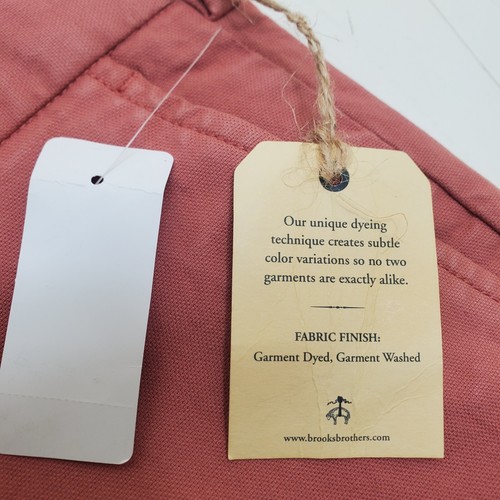 Our unique dyeing
technique creates subtle
color variations so no two
garments are exactly alike.
FABRIC FINISH:
Garment Dyed, Garment Washed
www.brooksbrothers.com